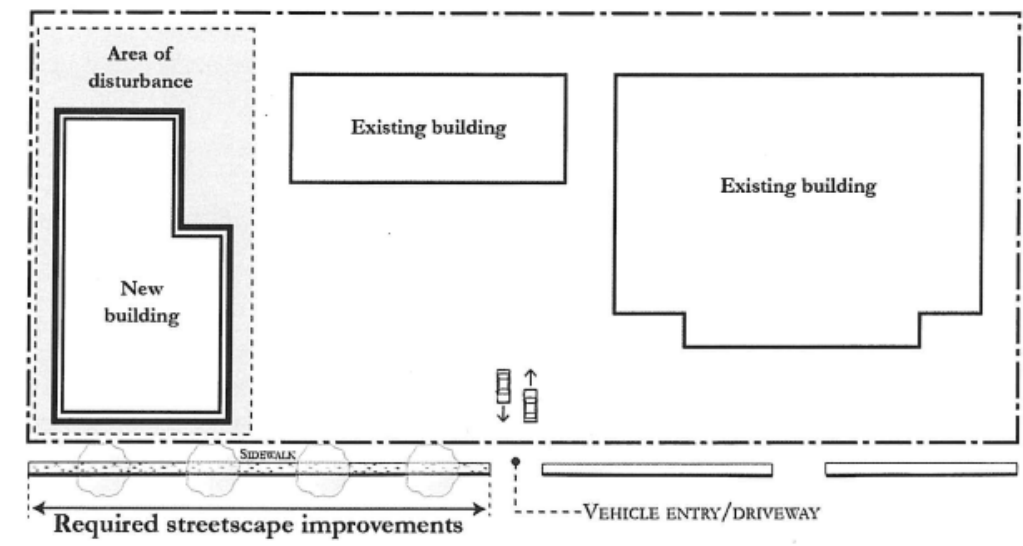 Area of
disturbance
Existing building
Existing building
New
building
SIDEWALK
Required streetscape improvements
VEHICLE ENTRY/DRIVEWAY